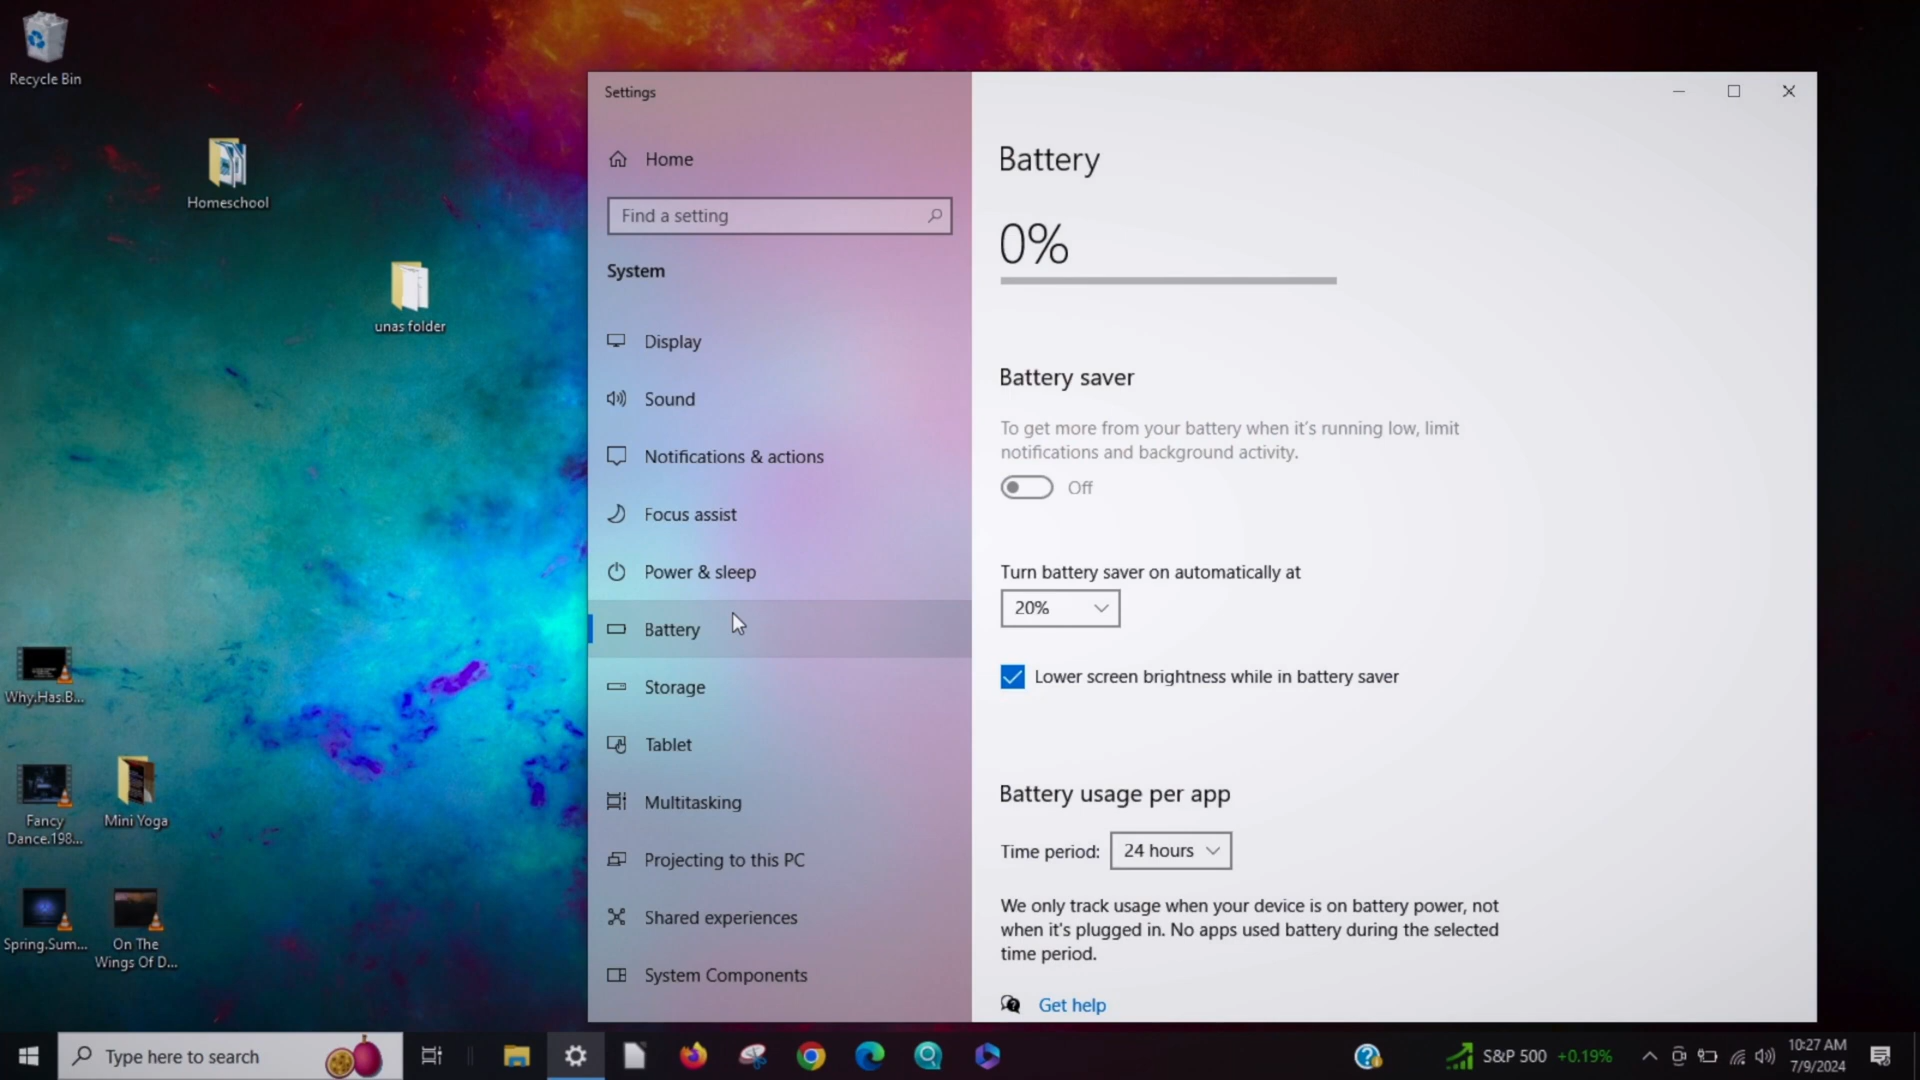 Recycle Bin
Homeschool
unas folder
Why.Has.B...
Fancy
Dance.198...
Mini Yoga
Spring.Sum...
On The
Wings Of D...
Settings
Home
Find a setting
System
Display
Sound
Notifications & actions
Focus assist
Power & sleep
Battery
Storage
Tablet
Multitasking
Projecting to this PC
Shared experiences
System Components
Battery
0%
Battery saver
To get more from your battery when it's running low, limit
notifications and background activity.
Off
Turn battery saver on automatically at
20%
Lower screen brightness while in battery saver
Battery usage per app
Time period: 24 hours
We only track usage when your device is on battery power, not
when it's plugged in. No apps used battery during the selected
time period.
Get help
Type here to search
S&P 500 +0.19%
10:27 AM
7/9/2024